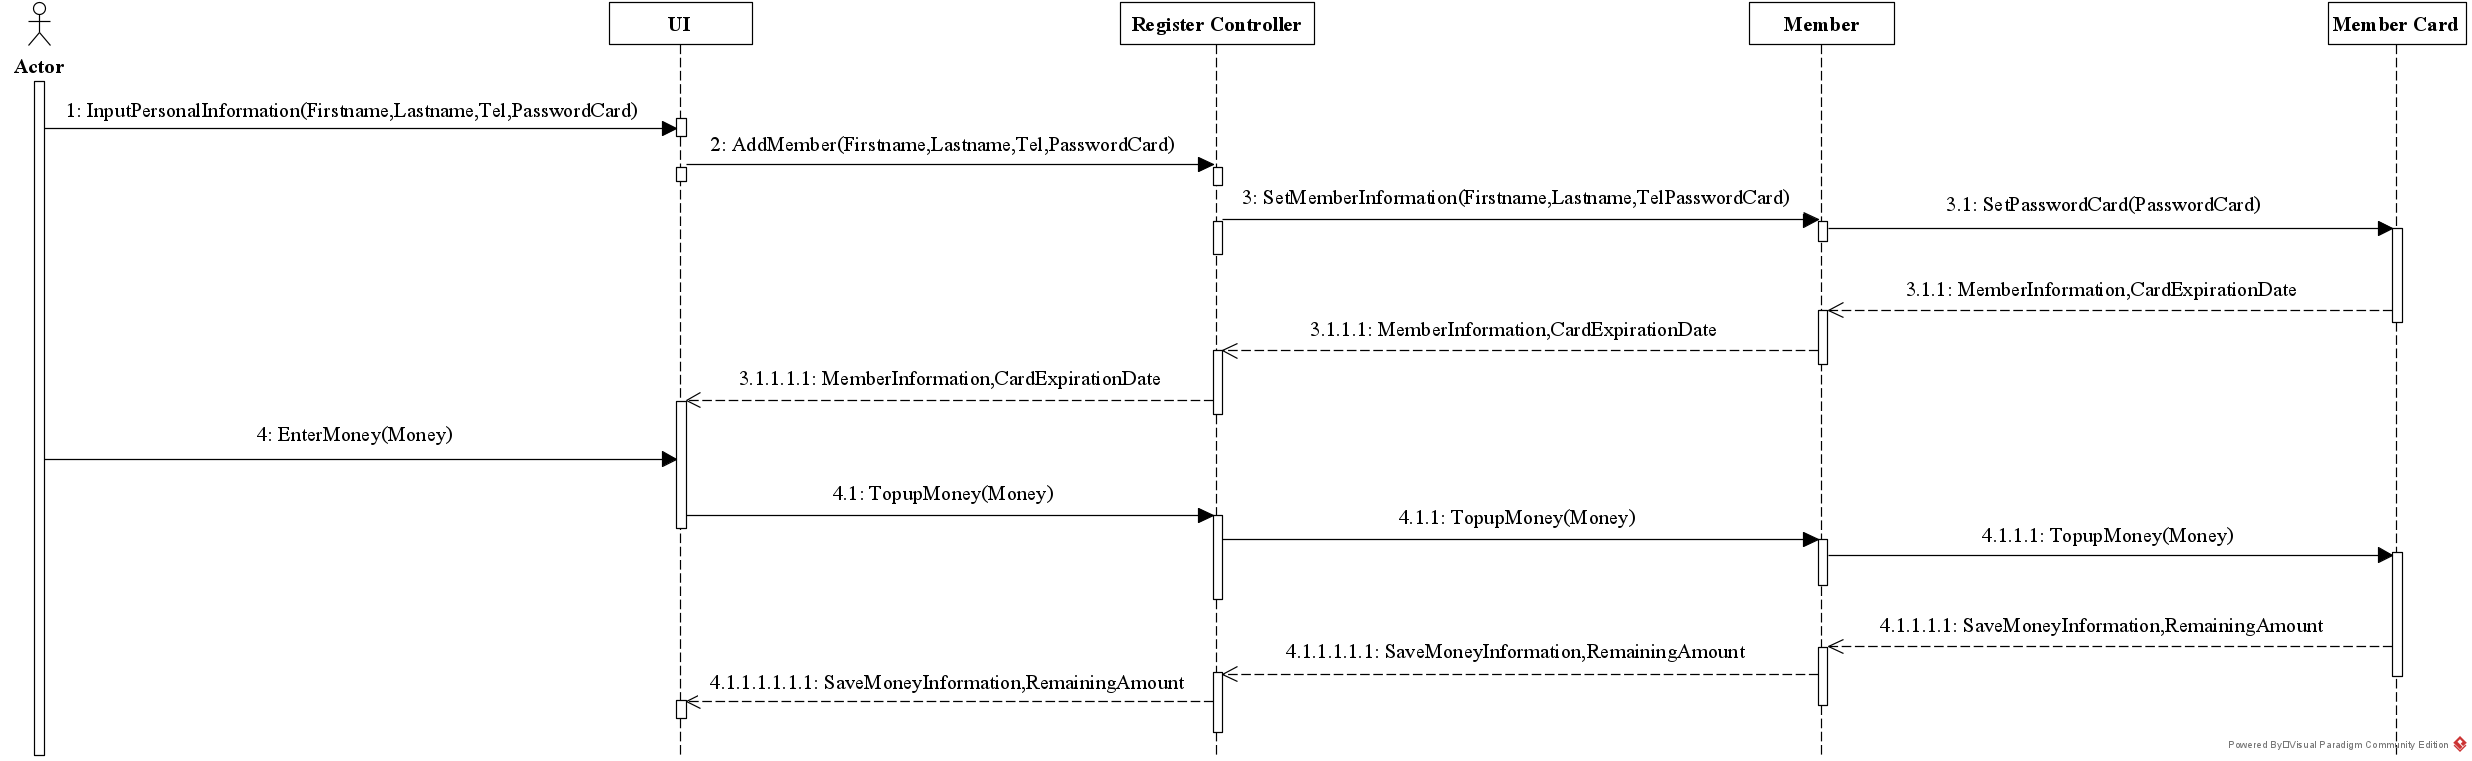 UI
Register Controller
Member
Member Card
Actor
1: InputPersonalInformation(Firstname,Lastname,Tel,PasswordCard)
2: AddMember(Firstname,Lastname,Tel,PasswordCard)
3: SetMemberInformation(Firstname,Lastname,TelPasswordCard)
3.1: SetPasswordCard(PasswordCard)
3.1.1: MemberInformation,CardExpirationDate
3.1.1.1: MemberInformation,CardExpirationDate
3.1.1.1.1: MemberInformation,CardExpirationDate
4: EnterMoney(Money)
4.1: TopupMoney(Money)
4.1.1: TopupMoney(Money)
4.1.1.1: TopupMoney(Money)
4.1.1.1.1: SaveMoneyInformation,RemainingAmount
4.1.1.1.1.1: SaveMoneyInformation,RemainingAmount
4.1.1.1.1.1.1: SaveMoneyInformation,RemainingAmount
Powered By□Visual Paradigm Community Edition